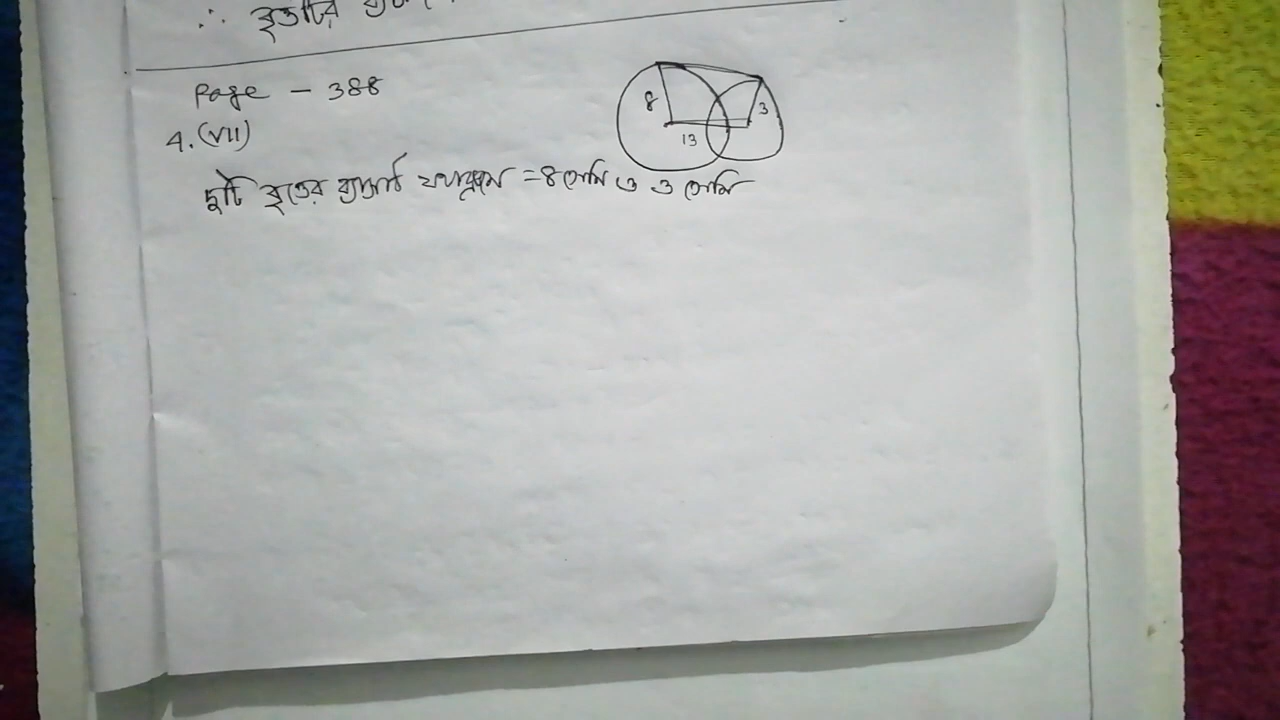 ∴ বৃত্তটির
Page - 388
4. (VII)
8
3
13
দুটি বৃত্তের ব্যাসার্ধ যথাক্রমে = 8 সেমি ও 3 সেমি